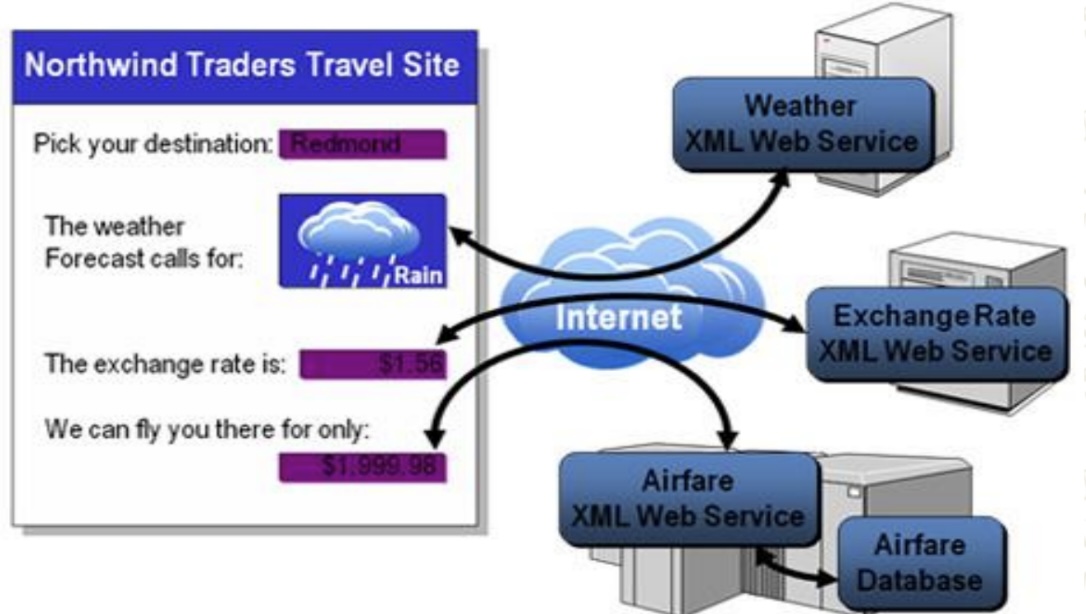 Northwind Traders Travel Site
Pick your destination: Redmond
The weather
Forecast calls for:
Rain
The exchange rate is: $1.56
We can fly you there for only:
$1,999.98
Weather
XML Web Service
Internet
Exchange Rate
XML Web Service
Airfare
XML Web Service
Airfare
Database